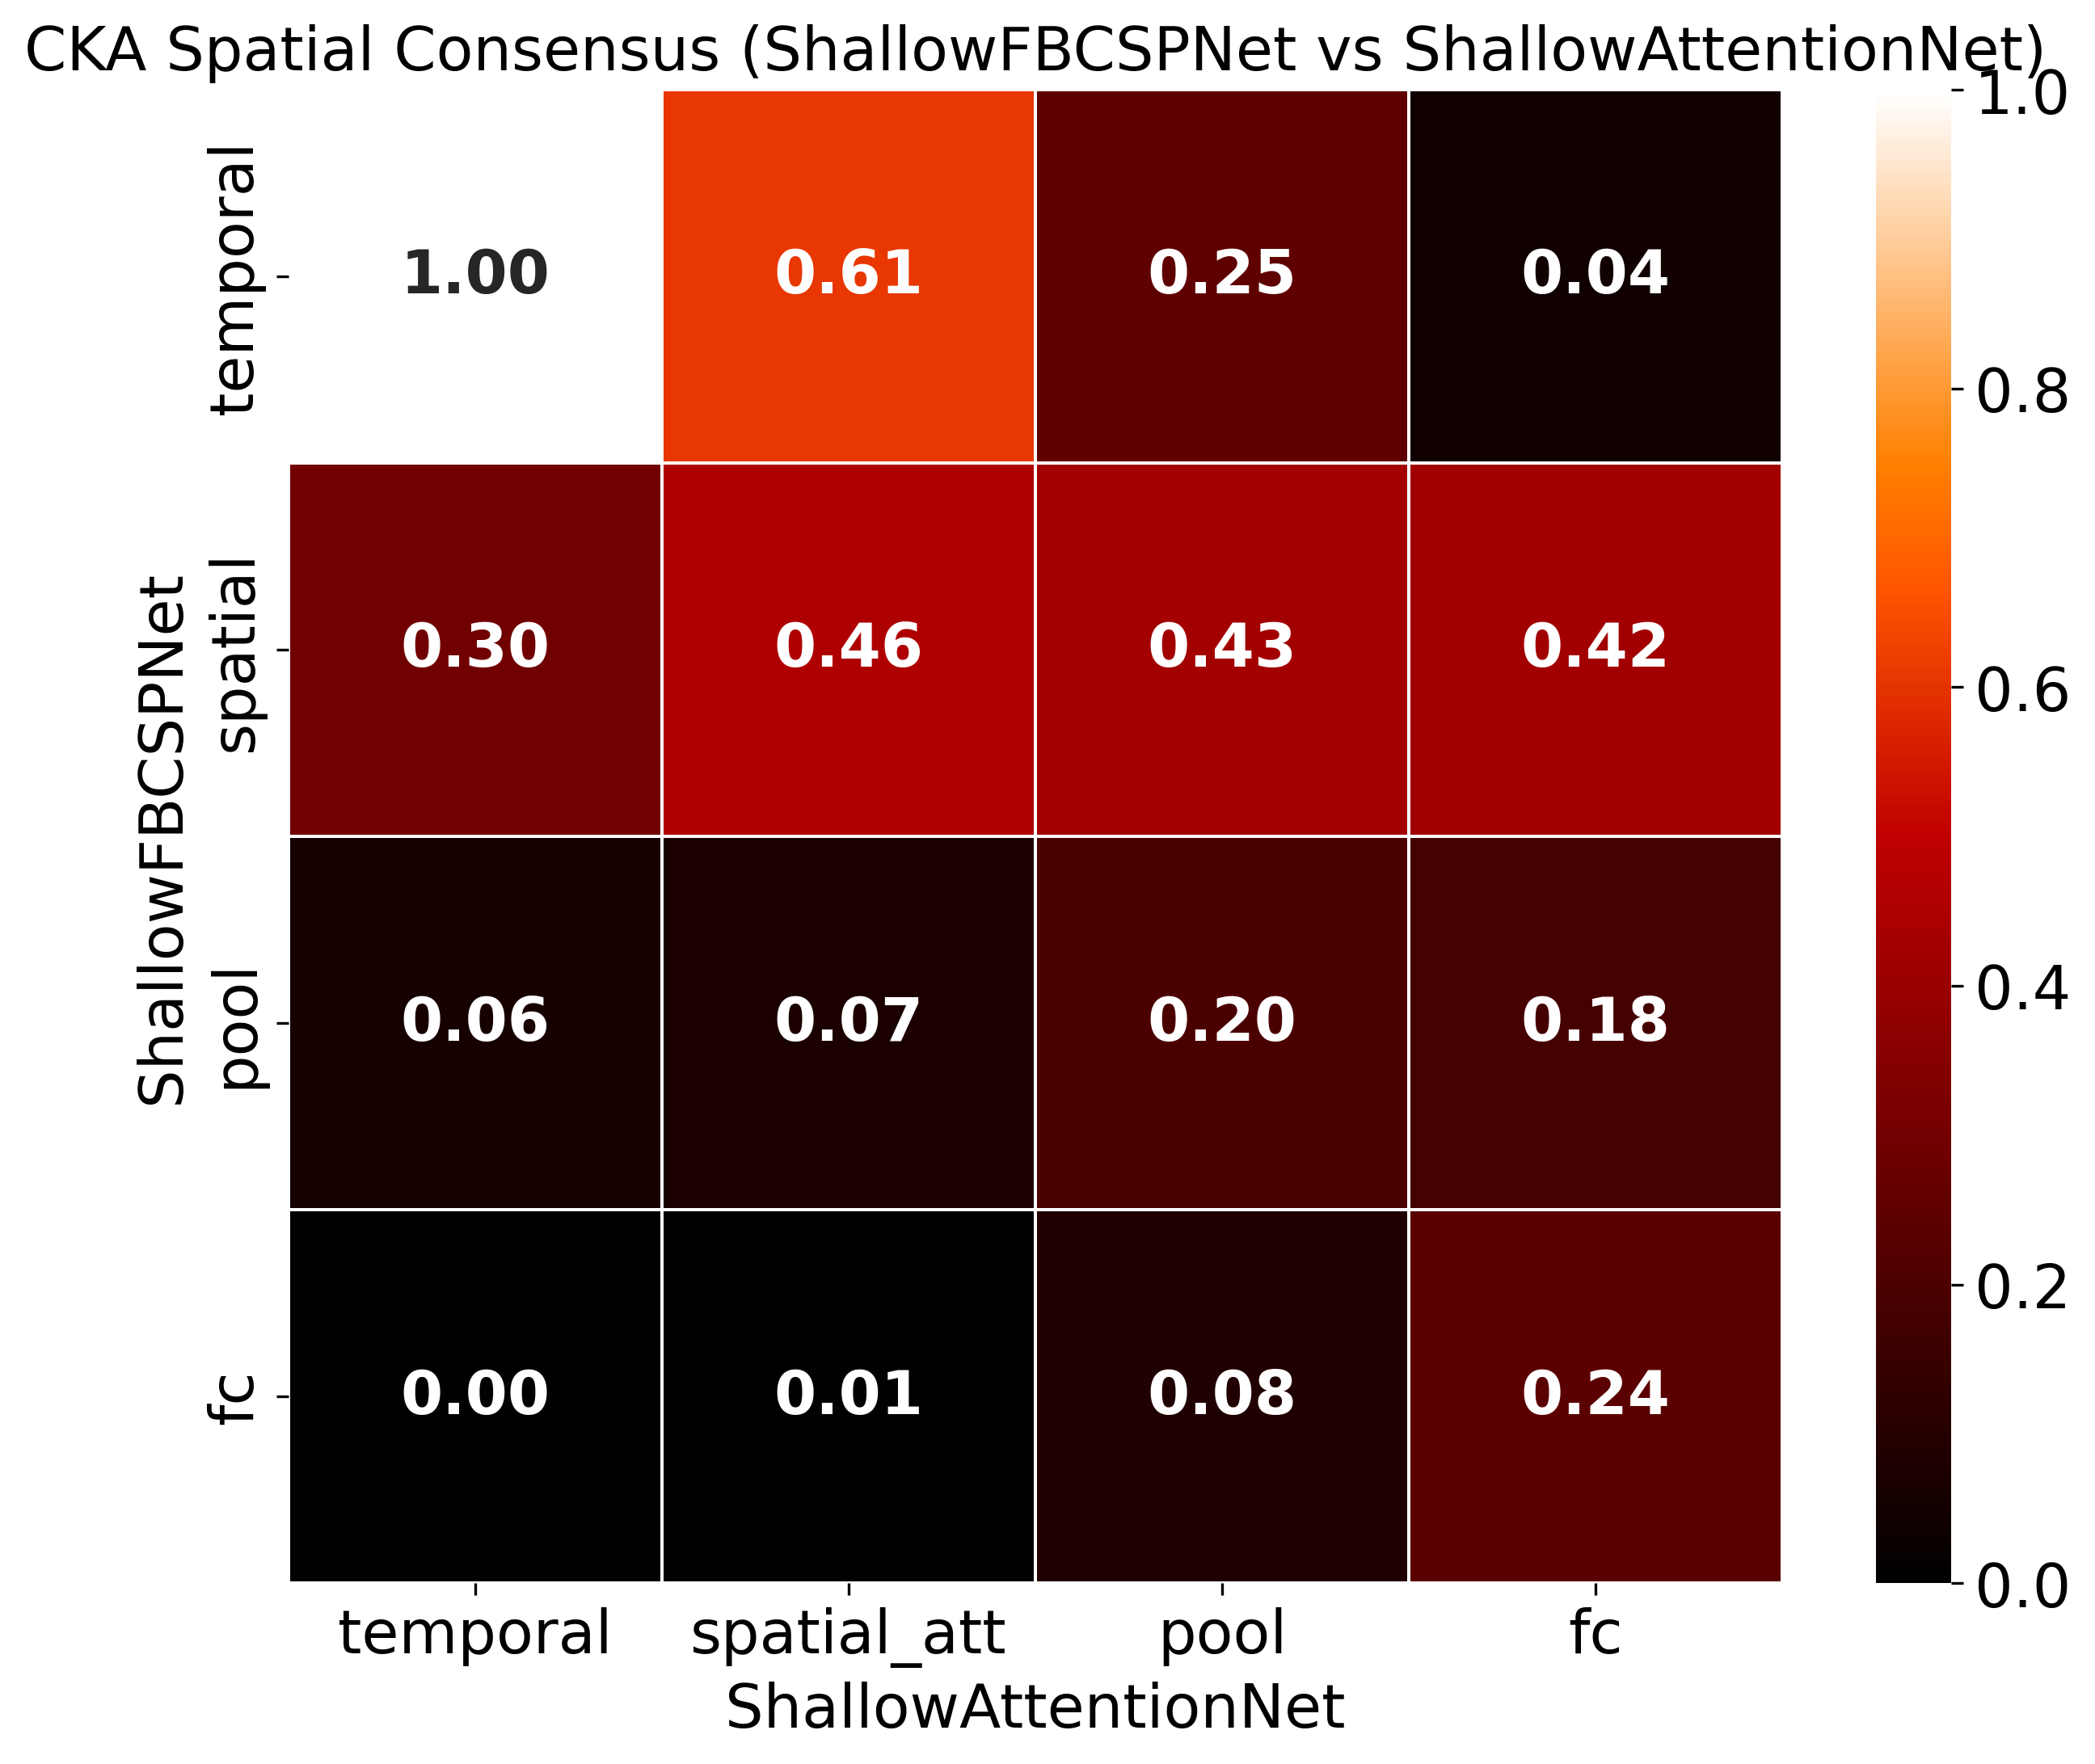 CKA Spatial Consensus (ShallowFBCSPNet vs ShallowAttentionNet)
ShallowFBCSPNet
temporal
1.00 0.61 0.25 0.04
spatial
0.30 0.46 0.43 0.42
pool
0.06 0.07 0.20 0.18
fc
0.00 0.01 0.08 0.24
temporal spatial_att pool fc
ShallowAttentionNet
1.0
0.8
0.6
0.4
0.2
0.0